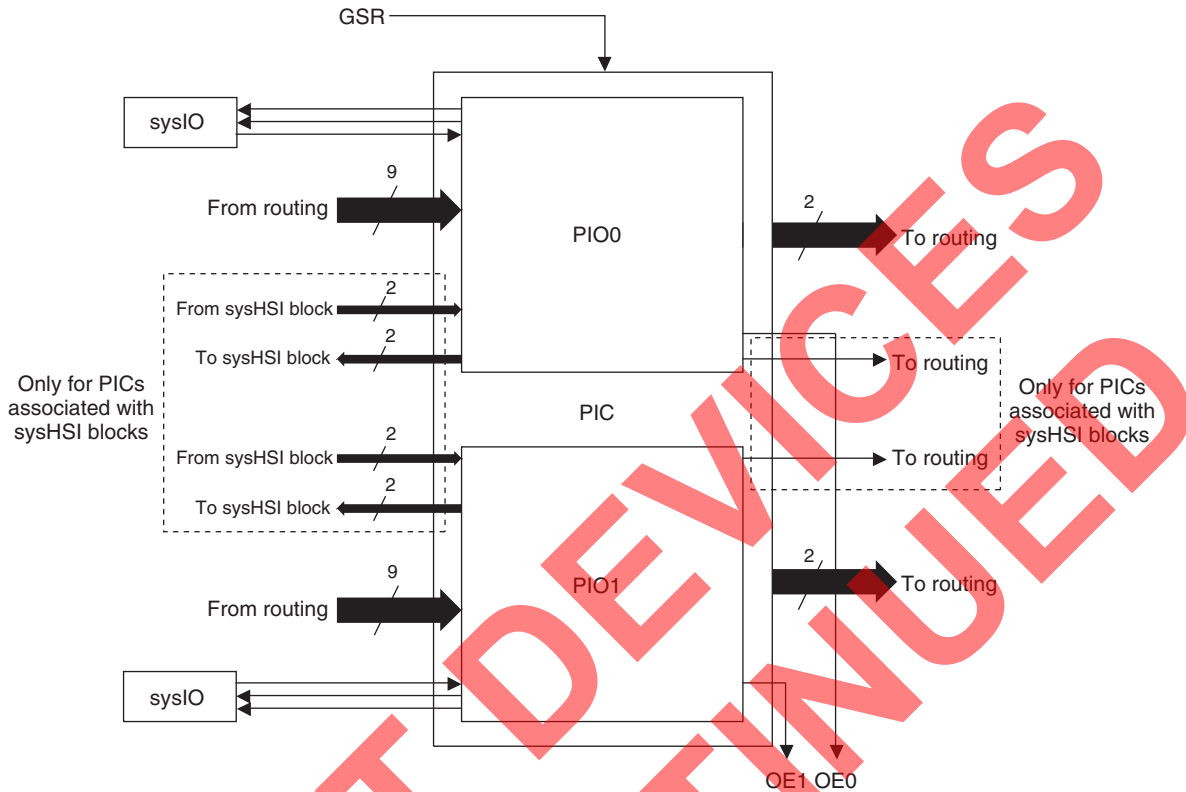 GSR
sysIO
9
From routing
PIO0
2
To routing
From sysHSI block
2
To sysHSI block
2
To routing
Only for PICs
associated with
sysHSI blocks
PIC
Only for PICs
associated with
sysHSI blocks
From sysHSI block
2
To routing
To sysHSI block
2
9
From routing
PIO1
2
To routing
sysIO
OE1 OE0
DEVICES